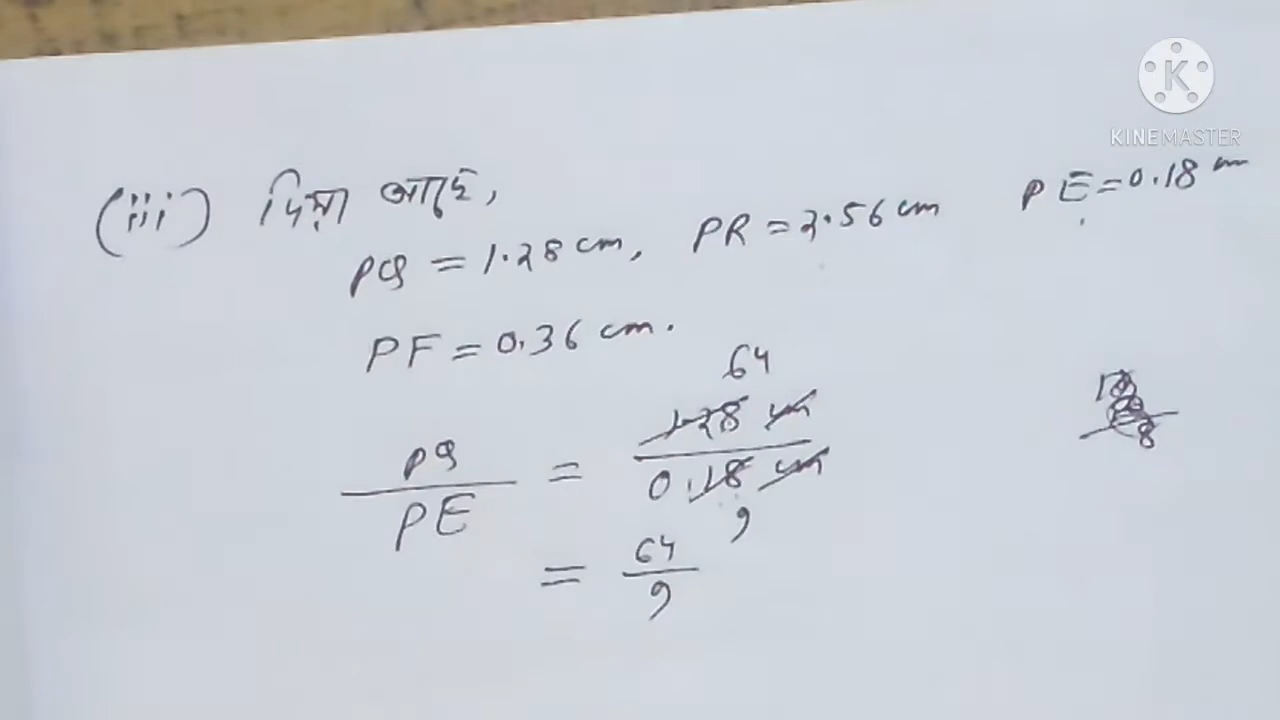 KINEMASTER
(iii) দিয়া আছে,
PQ = 1.28 cm, PR = 2.56 cm PE = 0.18 cm
PF = 0.36 cm.
64
PQ/PE = 1.28 cm/0.18 cm
9
= 64/9